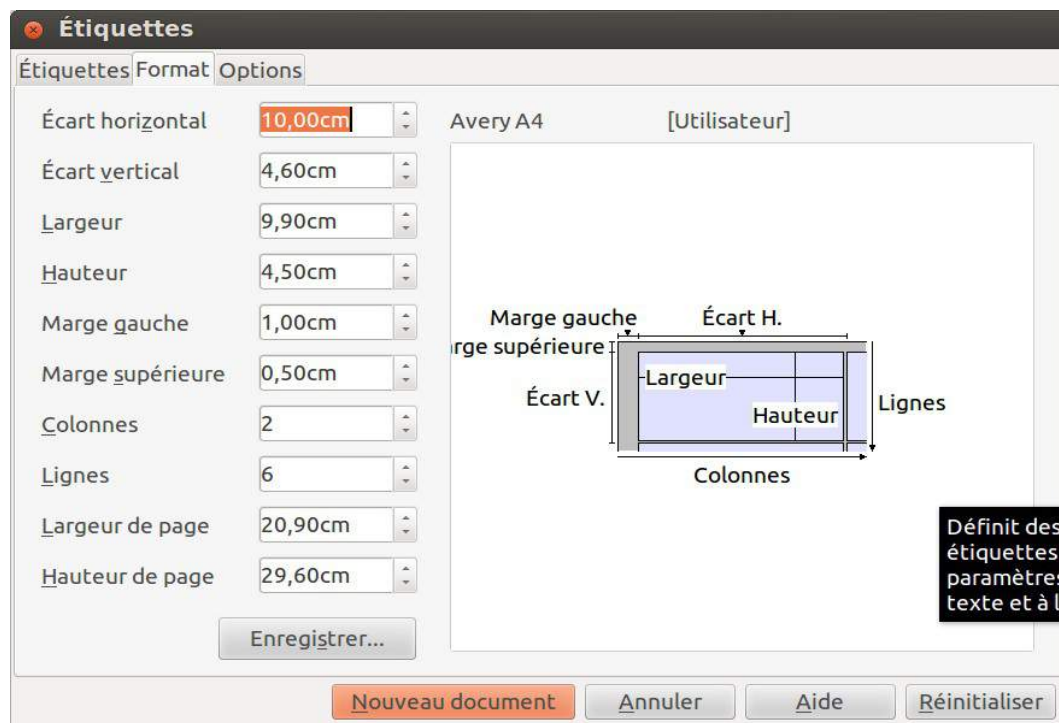 Étiquettes
Étiquettes Format Options
Écart horizontal 10,00cm
Écart vertical 4,60cm
Largeur 9,90cm
Hauteur 4,50cm
Marge gauche 1,00cm
Marge supérieure 0,50cm
Colonnes 2
Lignes 6
Largeur de page 20,90cm
Hauteur de page 29,60cm
Enregistrer...
Avery A4 [Utilisateur]
Marge gauche Écart H.
rge supérieure
Largeur
Écart V.
Hauteur
Lignes
Colonnes
Définit des
étiquettes
paramètres
texte et à l
Nouveau document Annuler Aide Réinitialiser